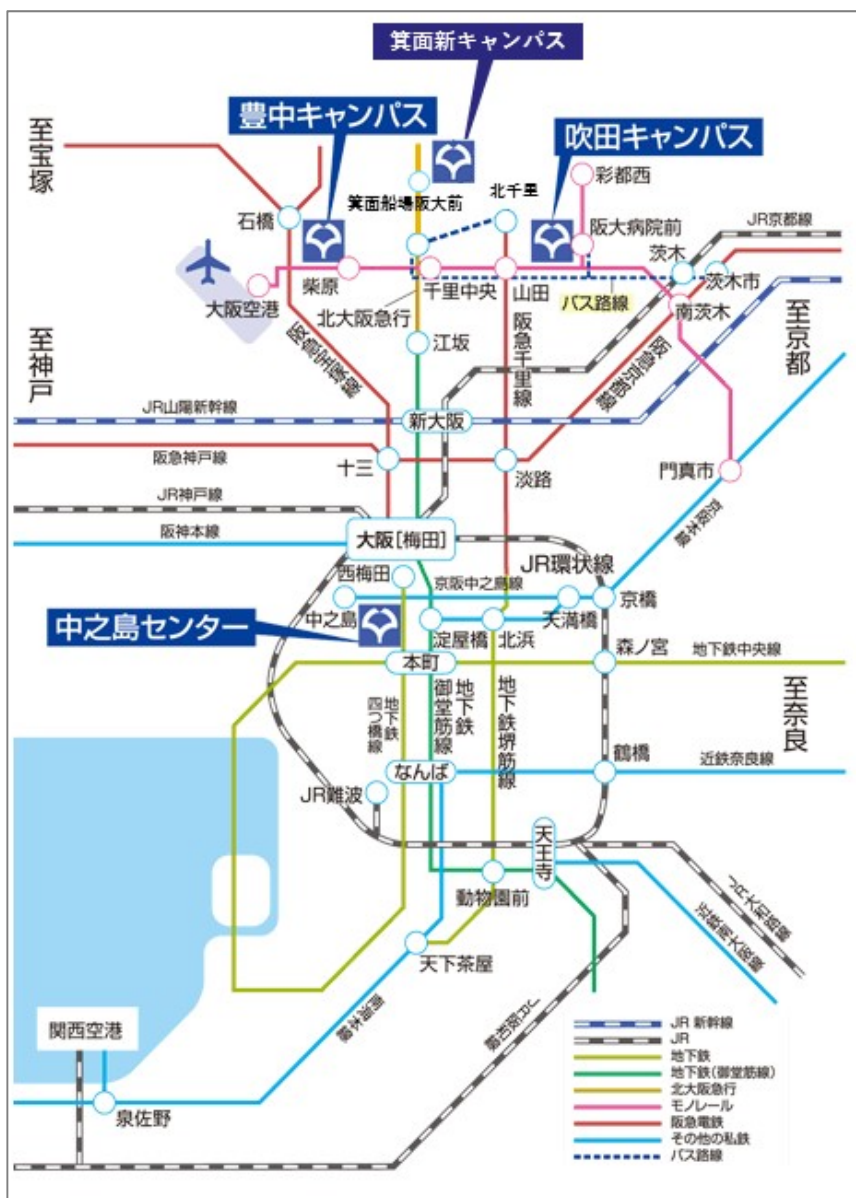 箕面新キャンパス
豊中キャンパス
吹田キャンパス
至宝塚
北千里
彩都西
箕面船場阪大前
石橋
阪大病院前
JR京都線
茨木
茨木市
大阪空港
柴原
千里中央
山田
バス路線
南茨木
北大阪急行
至神戸
至京都
江坂
阪急宝塚線
阪急千里線
阪急京都線
JR山陽新幹線
新大阪
阪急神戸線
十三
淡路
門真市
JR神戸線
京阪本線
阪神本線
大阪[梅田]
JR環状線
西梅田
京阪中之島線
中之島
天満橋
京橋
中之島センター
淀屋橋
北浜
本町
森ノ宮
地下鉄中央線
地下鉄
四つ橋線
地下鉄
御堂筋線
地下鉄堺筋線
至奈良
なんば
鶴橋
近鉄奈良線
JR難波
天王寺
動物園前
JR大和路線
近鉄南大阪線
天下茶屋
南海本線
JR阪和線
関西空港
泉佐野
JR 新幹線
JR
地下鉄
地下鉄(御堂筋線)
北大阪急行
モノレール
阪急電鉄
その他の私鉄
バス路線